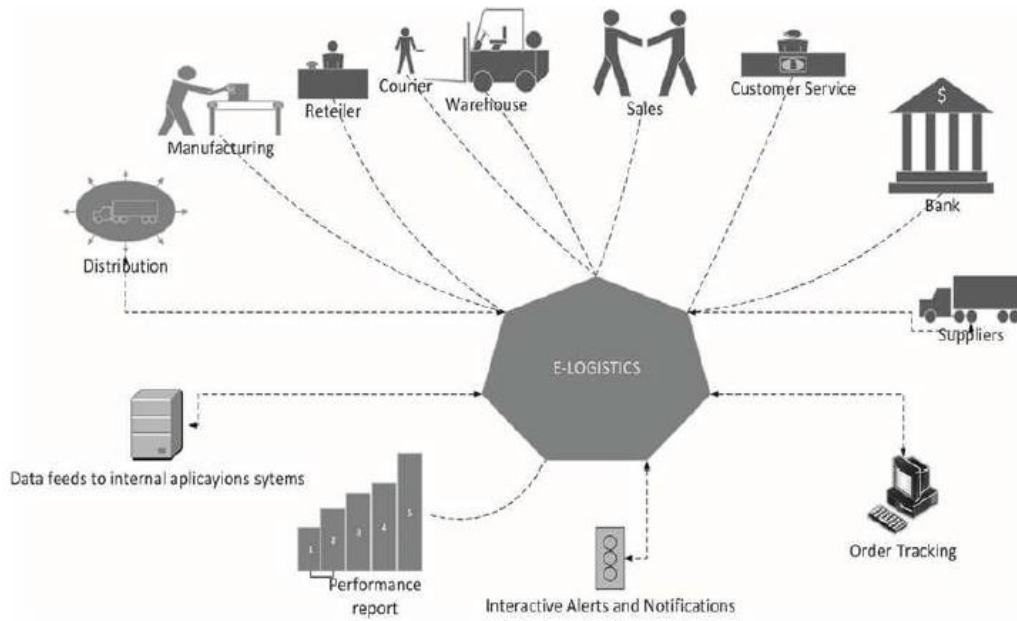 Courier
Warehouse
Sales
Customer Service
$
Reteiler
Manufacturing
Bank
Distribution
Suppliers
E-LOGISTICS
Data feeds to internal aplicayions sytems
1
2
3
4
5
Performance
report
Interactive Alerts and Notifications
Order Tracking